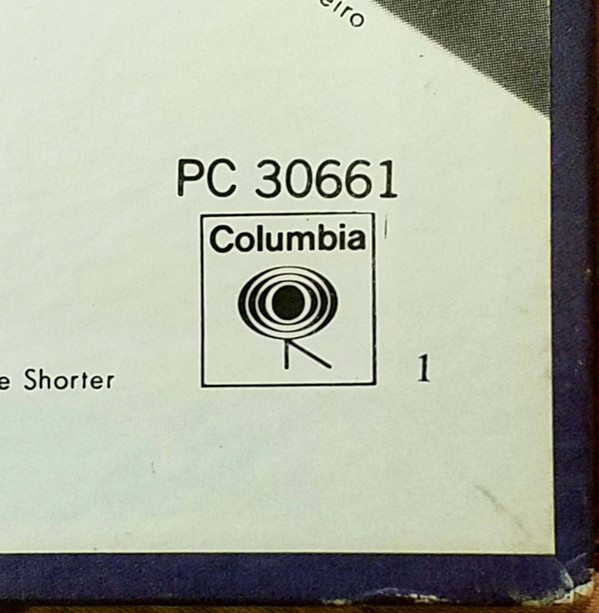 eiro
PC 30661
Columbia
e Shorter
1